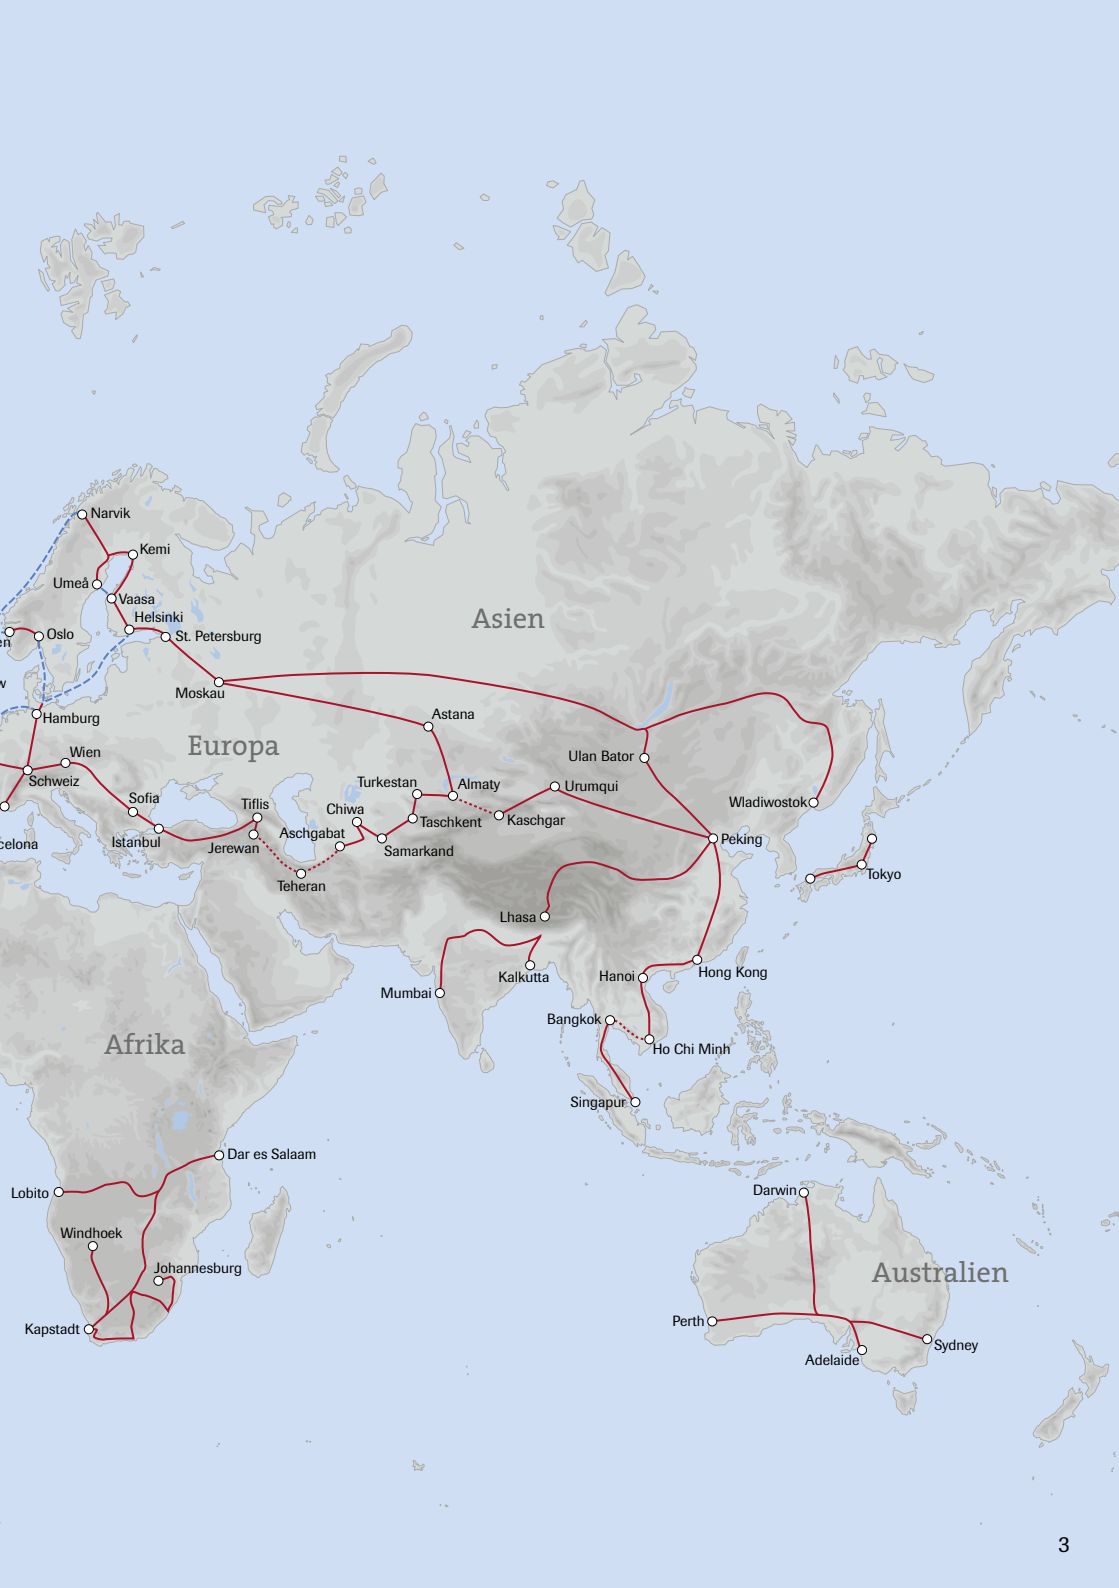 Narvik
Kemi
Umeå
Vaasa
Helsinki
en
Oslo
St. Petersburg
Asien
w
Moskau
Hamburg
Astana
Europa
Wien
Schweiz
Ulan Bator
Turkestan
Almaty
Urumqui
Sofia
Tiflis
Chiwa
Wladiwostok
Taschkent
Kaschgar
Aschgabat
celona
Istanbul
Jerewan
Samarkand
Peking
Teheran
Tokyo
Lhasa
Kalkutta
Hanoi
Hong Kong
Mumbai
Bangkok
Afrika
Ho Chi Minh
Singapur
Dar es Salaam
Lobito
Darwin
Windhoek
Johannesburg
Australien
Kapstadt
Perth
Sydney
Adelaide
3